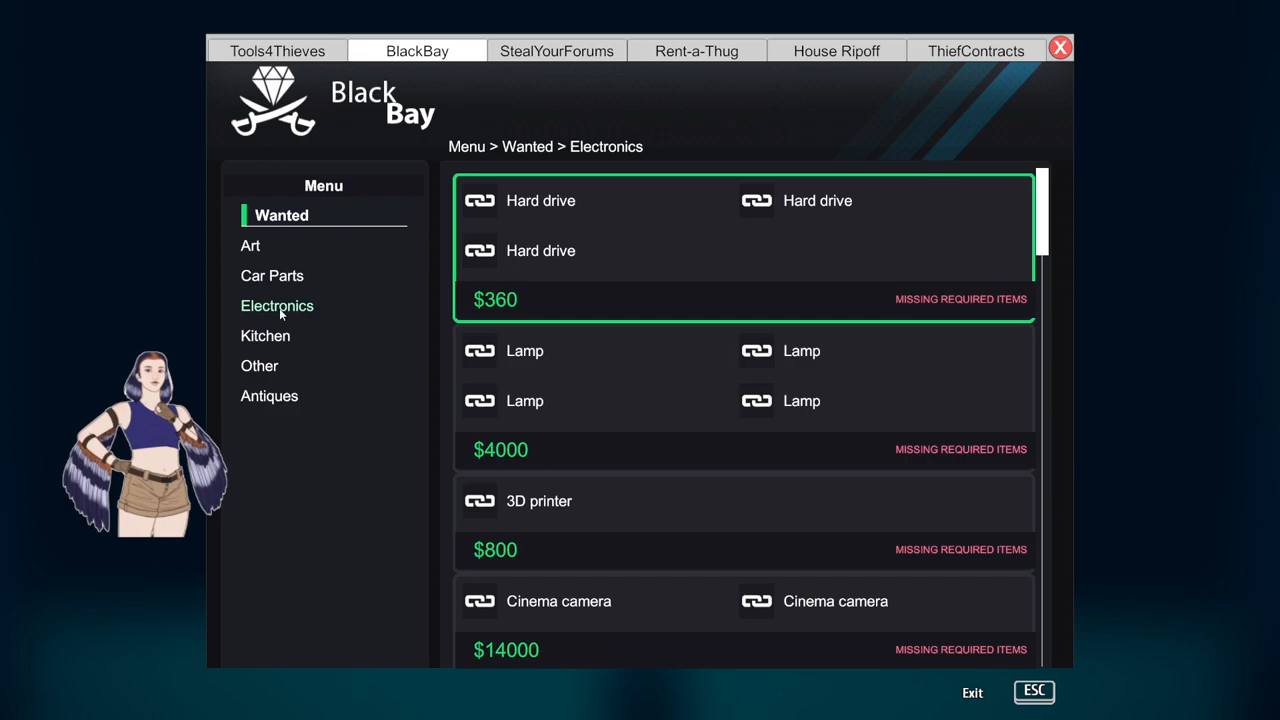 Tools4Thieves BlackBay StealYourForums Rent-a-Thug House Ripoff ThiefContracts X
Black
Bay
Menu > Wanted > Electronics
Menu
Wanted
Art
Car Parts
Electronics
Kitchen
Other
Antiques
Hard drive Hard drive
Hard drive
$360 MISSING REQUIRED ITEMS
Lamp Lamp
Lamp Lamp
$4000 MISSING REQUIRED ITEMS
3D printer
$800 MISSING REQUIRED ITEMS
Cinema camera Cinema camera
$14000 MISSING REQUIRED ITEMS
Exit ESC